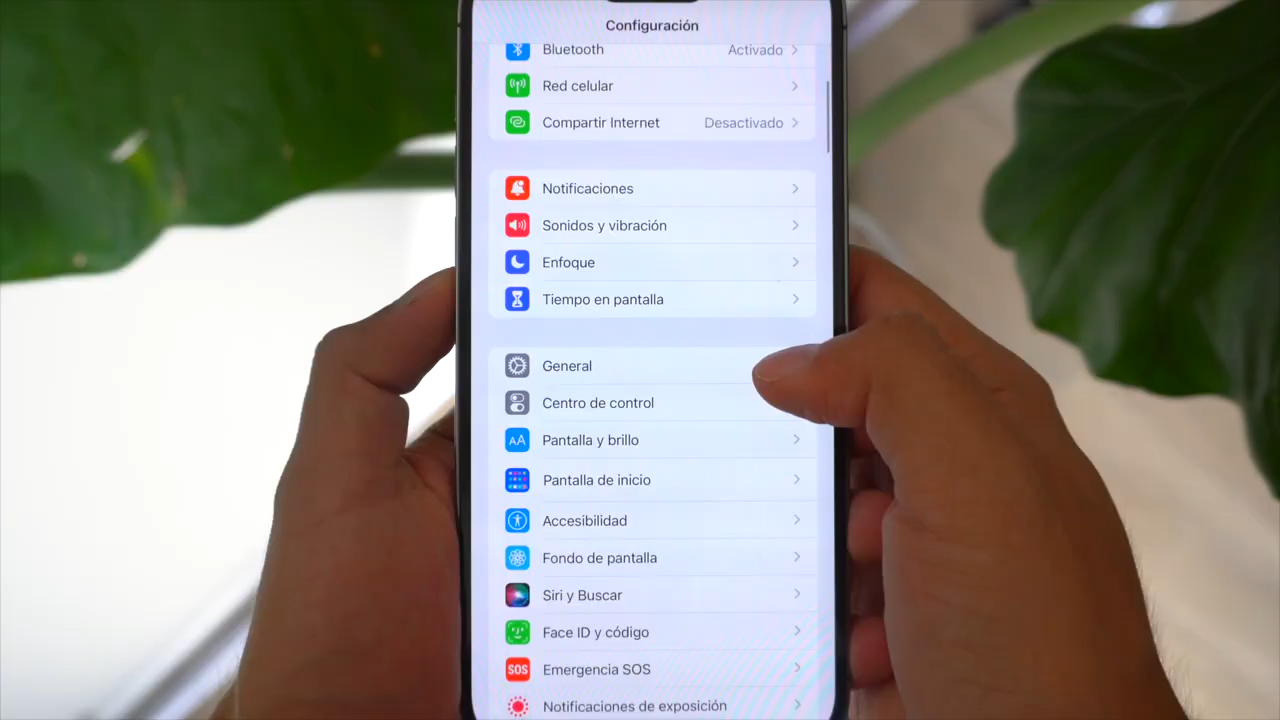 Configuración
Bluetooth Activado
Red celular
Compartir Internet Desactivado
Notificaciones
Sonidos y vibración
Enfoque
Tiempo en pantalla
General
Centro de control
AA Pantalla y brillo
Pantalla de inicio
Accesibilidad
Fondo de pantalla
Siri y Buscar
Face ID y código
SOS Emergencia SOS
Notificaciones de exposición